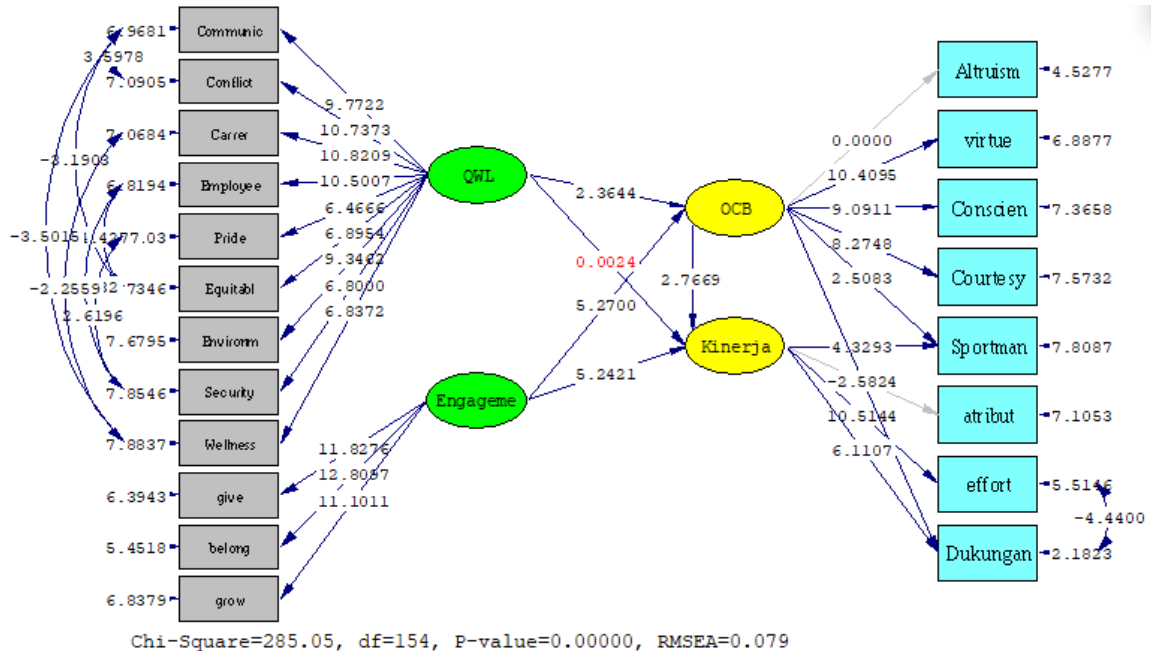 6.9681 Communic
3.5978
7.0905 Conflict
7.0684 Carrer
-3.1903
6.8194 Employee
-3.5015 Pride
-2.2559 7346 Equitabl
2.6196
7.6795 Environm
7.8546 Security
7.8837 Wellness
6.3943 give
5.4518 belong
6.8379 grow
9.7722
10.7373
10.8209
10.5007
6.4666
6.8954
9.3462
6.8000
6.8372
QWL
Engageme
11.8276
12.8097
11.1011
2.3644
0.0024
5.2700
5.2421
OCB
2.7669
Kinerja
0.0000
10.4095
9.0911
8.2748
2.5083
4.3293
-2.5824
10.5144
6.1107
Altruism 4.5277
virtue 6.8877
Conscien 7.3658
Courtesy 7.5732
Sportman 7.8087
atribut 7.1053
effort 5.5146
-4.4400
Dukungan 2.1823
Chi-Square=285.05, df=154, P-value=0.00000, RMSEA=0.079